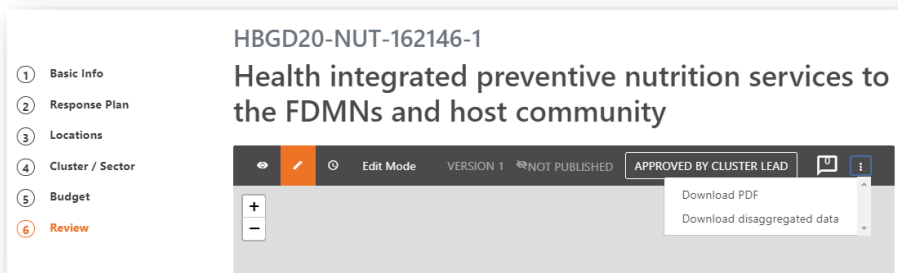 HBGD20-NUT-162146-1
Health integrated preventive nutrition services to
the FDMNs and host community
1 Basic Info
2 Response Plan
3 Locations
4 Cluster / Sector
5 Budget
6 Review
Edit Mode VERSION 1 NOT PUBLISHED APPROVED BY CLUSTER LEAD 0
Download PDF
Download disaggregated data
+
−